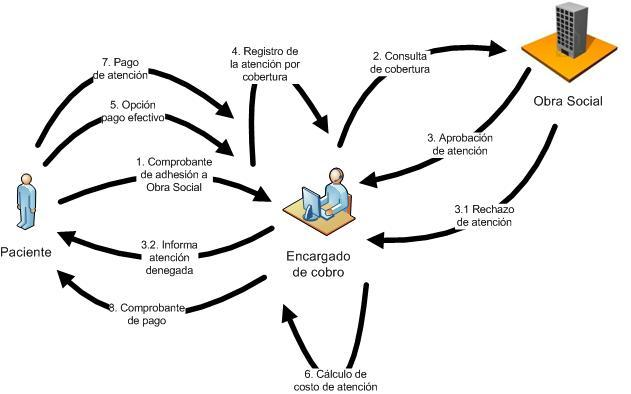 7. Pago
de atención
4. Registro de
la atención por
cobertura
2. Consulta
de cobertura
Obra Social
5. Opción
pago efectivo
3. Aprobación
de atención
1. Comprobante
de adhesión a
Obra Social
3.1 Rechazo
de atención
Paciente
3.2. Informa
atención
denegada
Encargado
de cobro
8. Comprobante
de pago
6. Cálculo de
costo de atención